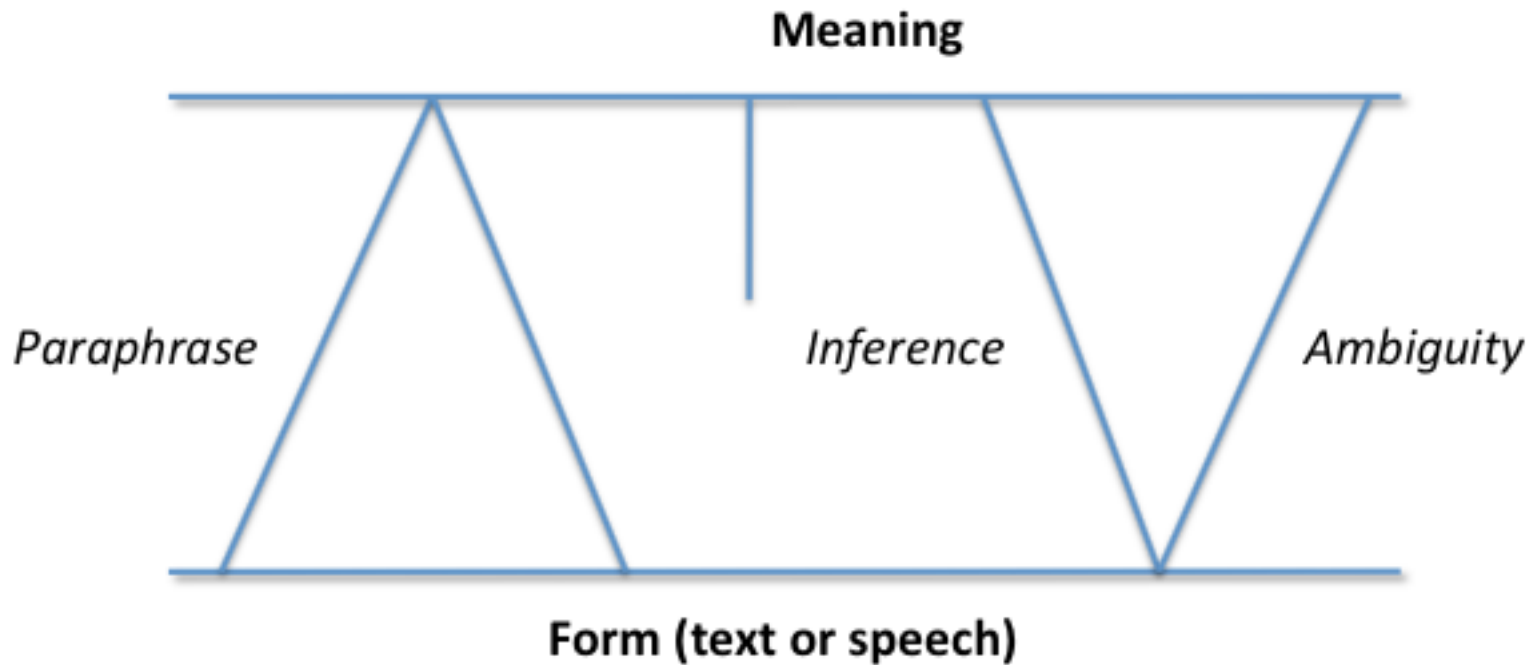 Meaning
Paraphrase
Inference
Ambiguity
Form (text or speech)